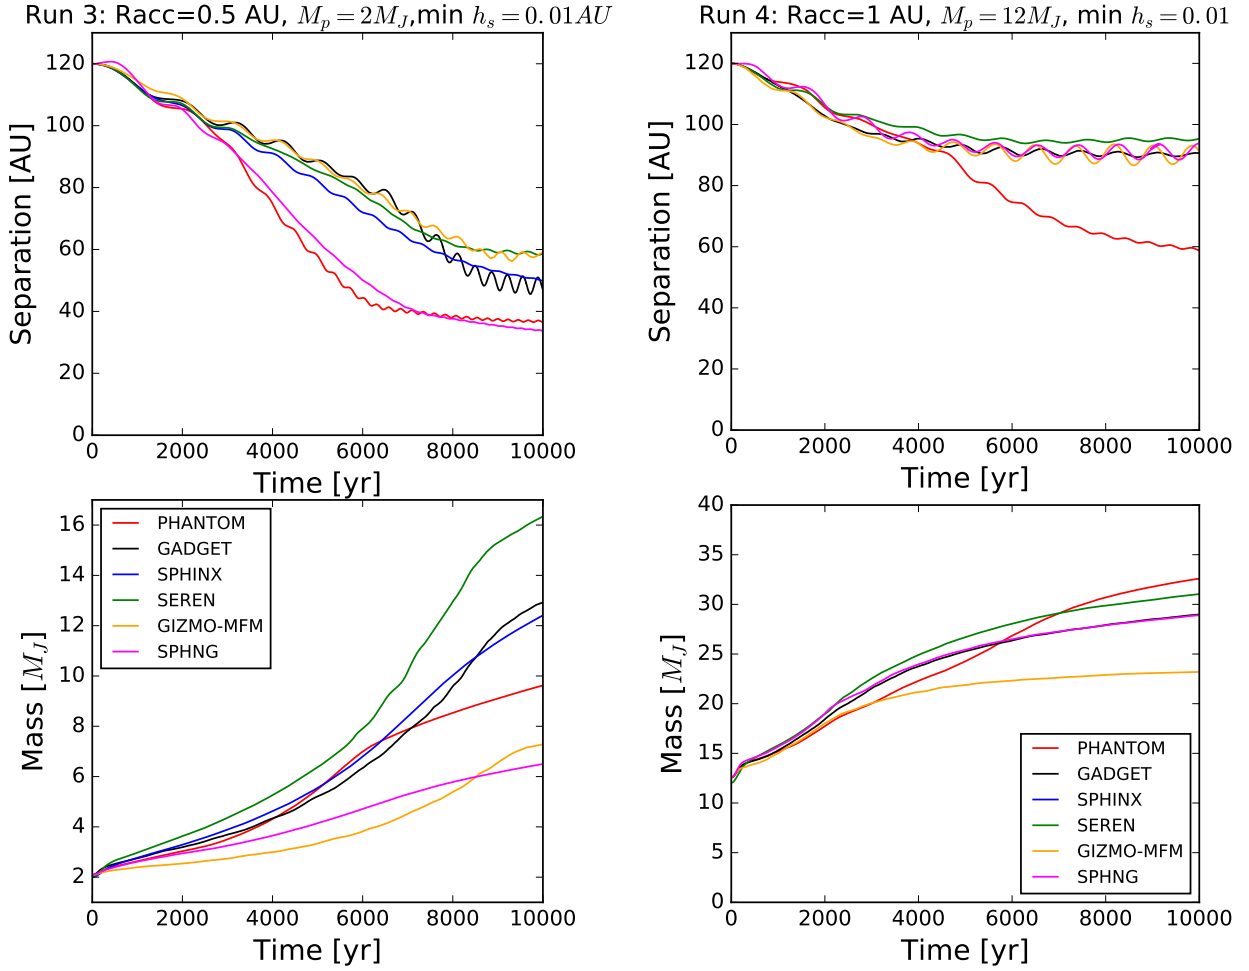 Run 3: Racc=0.5 AU, M_p = 2M_J,min h_s = 0.01AU
120
100
80
60
40
20
0
Separation [AU]
0 2000 4000 6000 8000 10000
Time [yr]
Run 4: Racc=1 AU, M_p = 12M_J, min h_s = 0.01
120
100
80
60
40
20
0
Separation [AU]
0 2000 4000 6000 8000 10000
Time [yr]
16
14
12
10
8
6
4
2
Mass [M_J]
PHANTOM
GADGET
SPHINX
SEREN
GIZMO-MFM
SPHNG
0 2000 4000 6000 8000 10000
Time [yr]
40
35
30
25
20
15
10
5
0
Mass [M_J]
PHANTOM
GADGET
SPHINX
SEREN
GIZMO-MFM
SPHNG
0 2000 4000 6000 8000 10000
Time [yr]